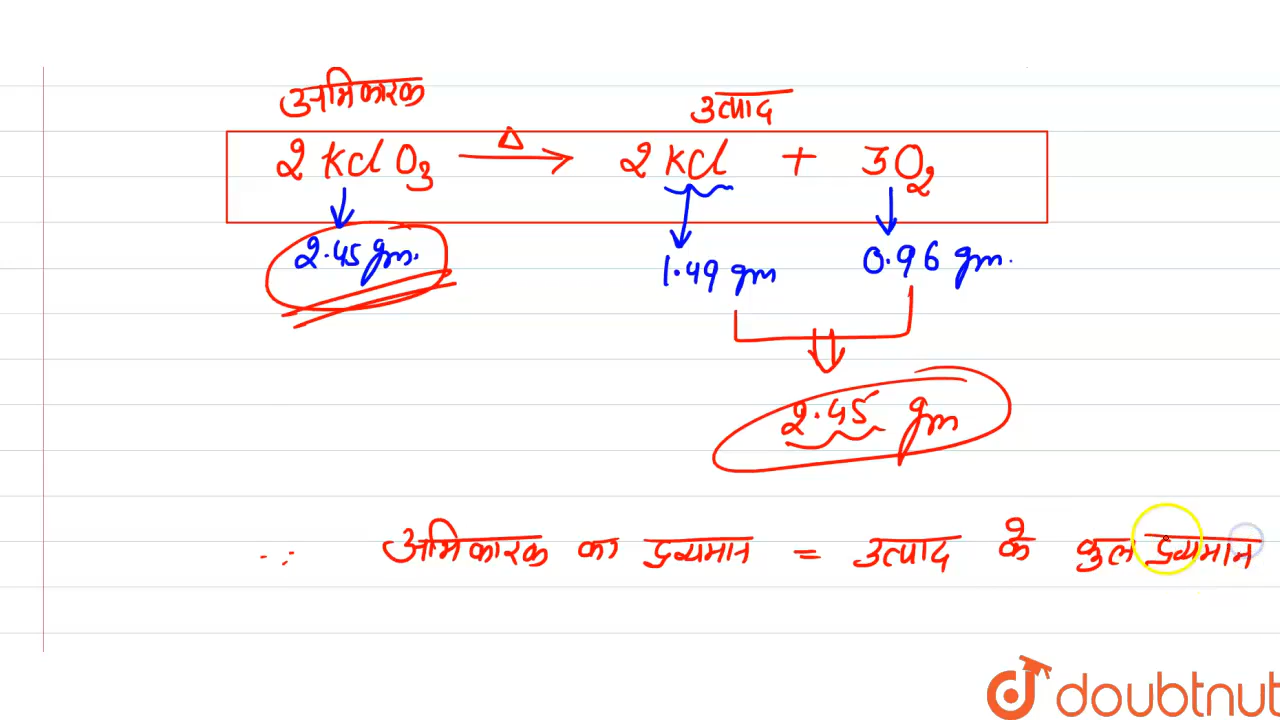 अभिकारक उत्पाद
2 KClO₃ —Δ→ 2 KCl + 3O₂
2.45 gm. 1.49 gm 0.96 gm.
2.45 gm
∵ अभिकारक का द्रव्यमान = उत्पाद के कुल द्रव्यमान
doubtnut